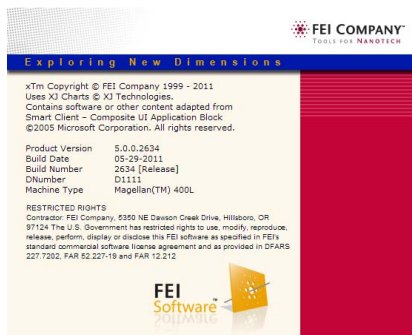 FEI COMPANY™
TOOLS FOR NANOTECH
Exploring New Dimensions
xTm Copyright © FEI Company 1999 - 2011
Uses XJ Charts © XJ Technologies.
Contains software or other content adapted from
Smart Client – Composite UI Application Block
©2005 Microsoft Corporation. All rights reserved.
Product Version 5.0.0.2634
Build Date 05-29-2011
Build Number 2634 [Release]
DNumber D1111
Machine Type Magellan(TM) 400L
RESTRICTED RIGHTS
Contractor: FEI Company, 5350 NE Dawson Creek Drive, Hillsboro, OR
97124 The U.S. Government has restricted rights to use, modify, reproduce,
release, perform, display or disclose this FEI software as specified in FEI's
standard commercial software license agreement and as provided in DFARS
227.7202, FAR 52.227-19 and FAR 12.212
FEI
Software™